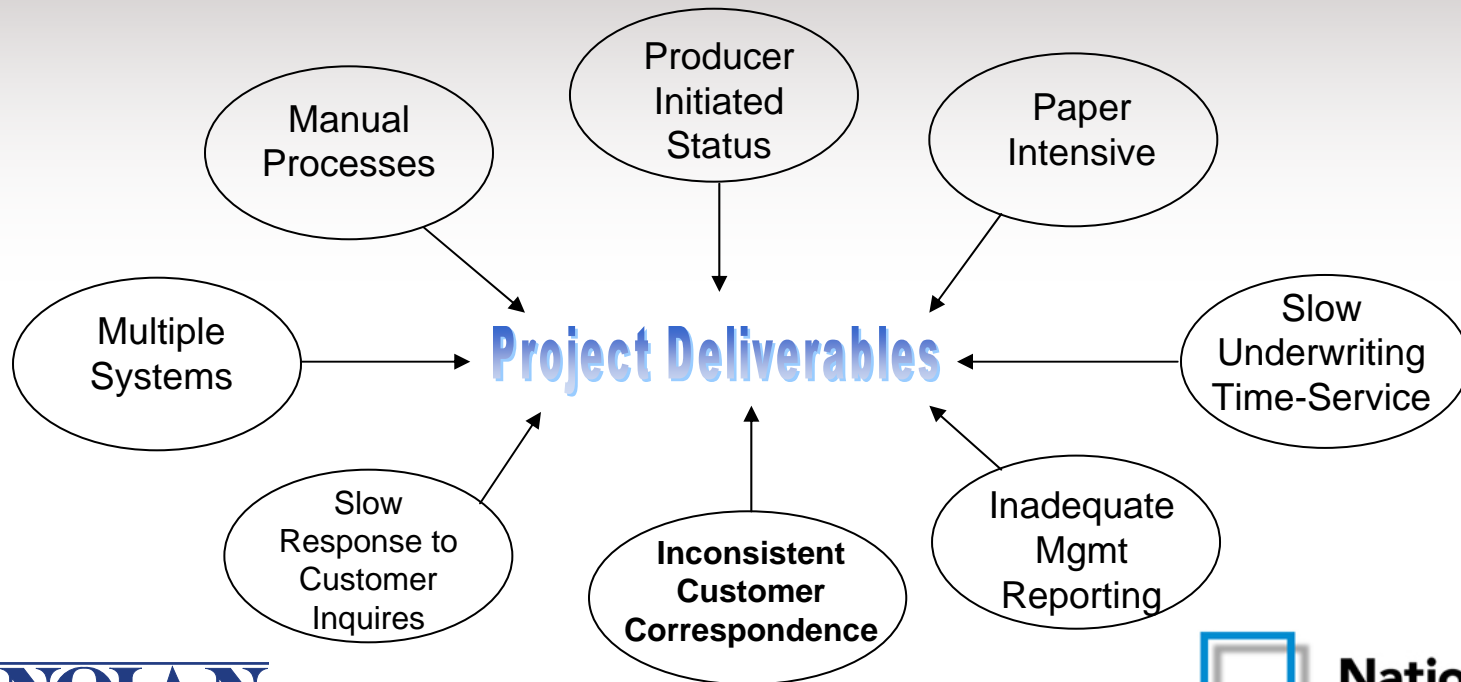 Producer
Initiated
Status
Manual
Processes
Paper
Intensive
Multiple
Systems
Project Deliverables
Slow
Underwriting
Time-Service
Slow
Response to
Customer
Inquires
Inconsistent
Customer
Correspondence
Inadequate
Mgmt
Reporting
NOLAN